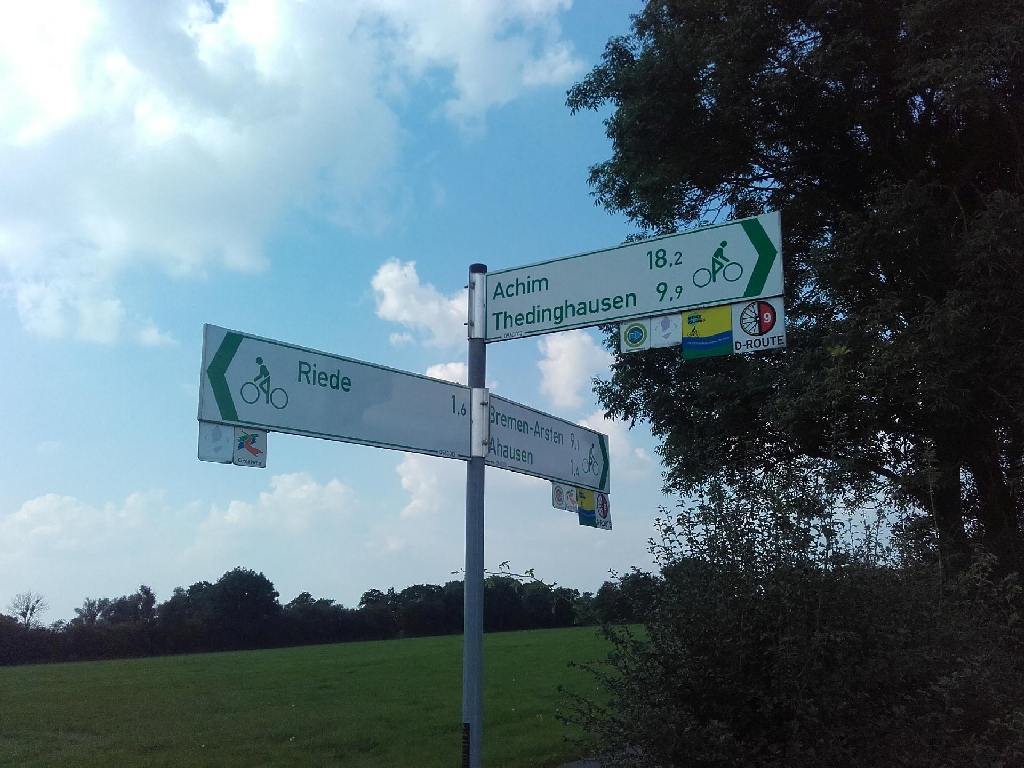 Achim 18,2
Thedinghausen 9,9
9
D-ROUTE
Riede 1,6
Bremen-Arsten 9,1
Ahausen 1,4